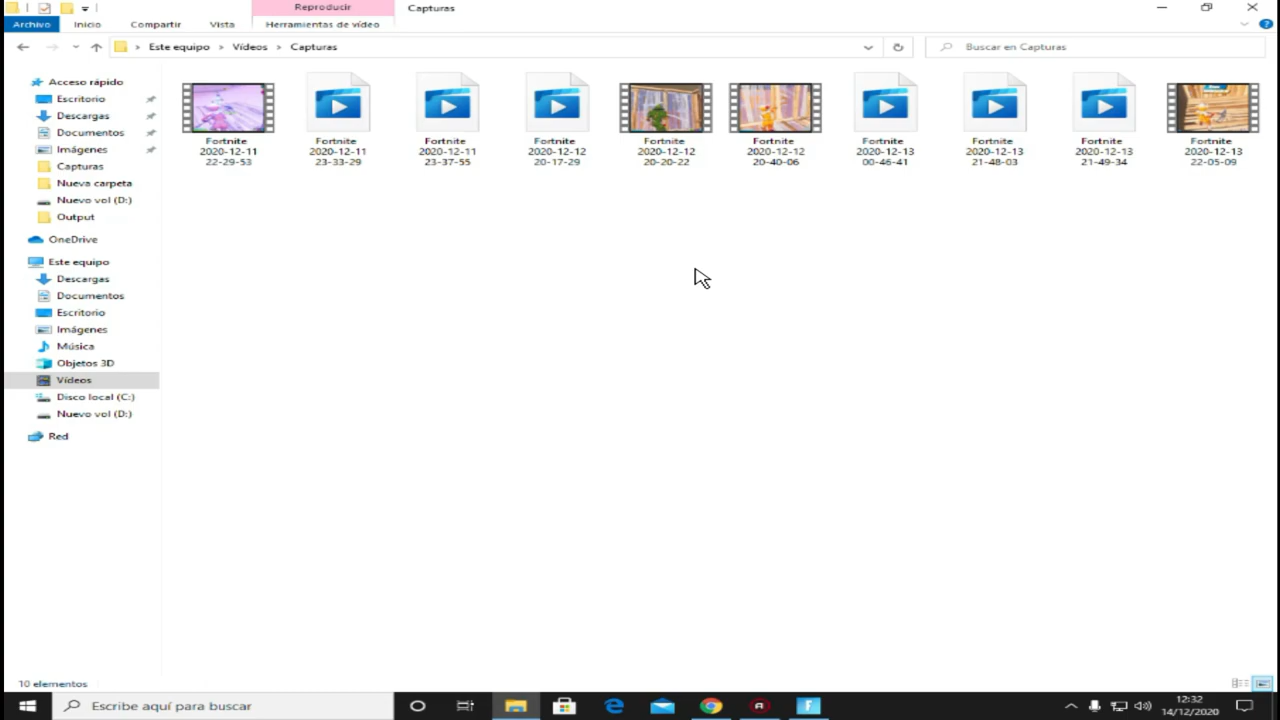 Reproducir
Capturas
Archivo
Inicio
Compartir
Vista
Herramientas de vídeo
Este equipo
Vídeos
Capturas
Buscar en Capturas
Acceso rápido
Escritorio
Descargas
Documentos
Imágenes
Capturas
Nueva carpeta
Nuevo vol (D:)
Output
OneDrive
Este equipo
Descargas
Documentos
Escritorio
Imágenes
Música
Objetos 3D
Vídeos
Disco local (C:)
Nuevo vol (D:)
Red
Fortnite
2020-12-11
22-29-53
Fortnite
2020-12-11
23-33-29
Fortnite
2020-12-11
23-37-55
Fortnite
2020-12-12
20-17-29
Fortnite
2020-12-12
20-20-22
Fortnite
2020-12-12
20-40-06
Fortnite
2020-12-13
00-46-41
Fortnite
2020-12-13
21-48-03
Fortnite
2020-12-13
21-49-34
Fortnite
2020-12-13
22-05-09
10 elementos
Escribe aquí para buscar
12:32
14/12/2020